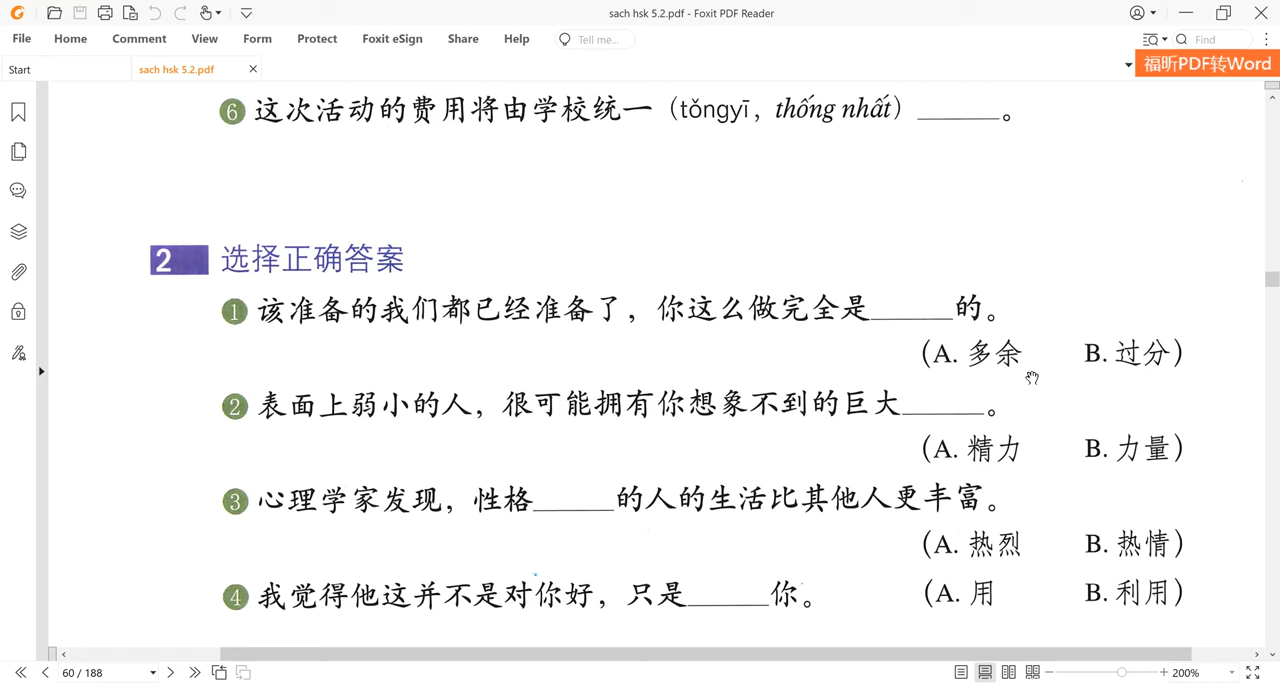 sach hsk 5.2.pdf - Foxit PDF Reader
File Home Comment View Form Protect Foxit eSign Share Help Tell me... Find
Start sach hsk 5.2.pdf 福昕PDF转Word
6 这次活动的费用将由学校统一（tǒngyī, thống nhất）______。
2 选择正确答案
1 该准备的我们都已经准备了，你这么做完全是______的。
（A. 多余 B. 过分）
2 表面上弱小的人，很可能拥有你想象不到的巨大______。
（A. 精力 B. 力量）
3 心理学家发现，性格______的人的生活比其他人更丰富。
（A. 热烈 B. 热情）
4 我觉得他这并不是对你好，只是______你。 （A. 用 B. 利用）
60 / 188 200%